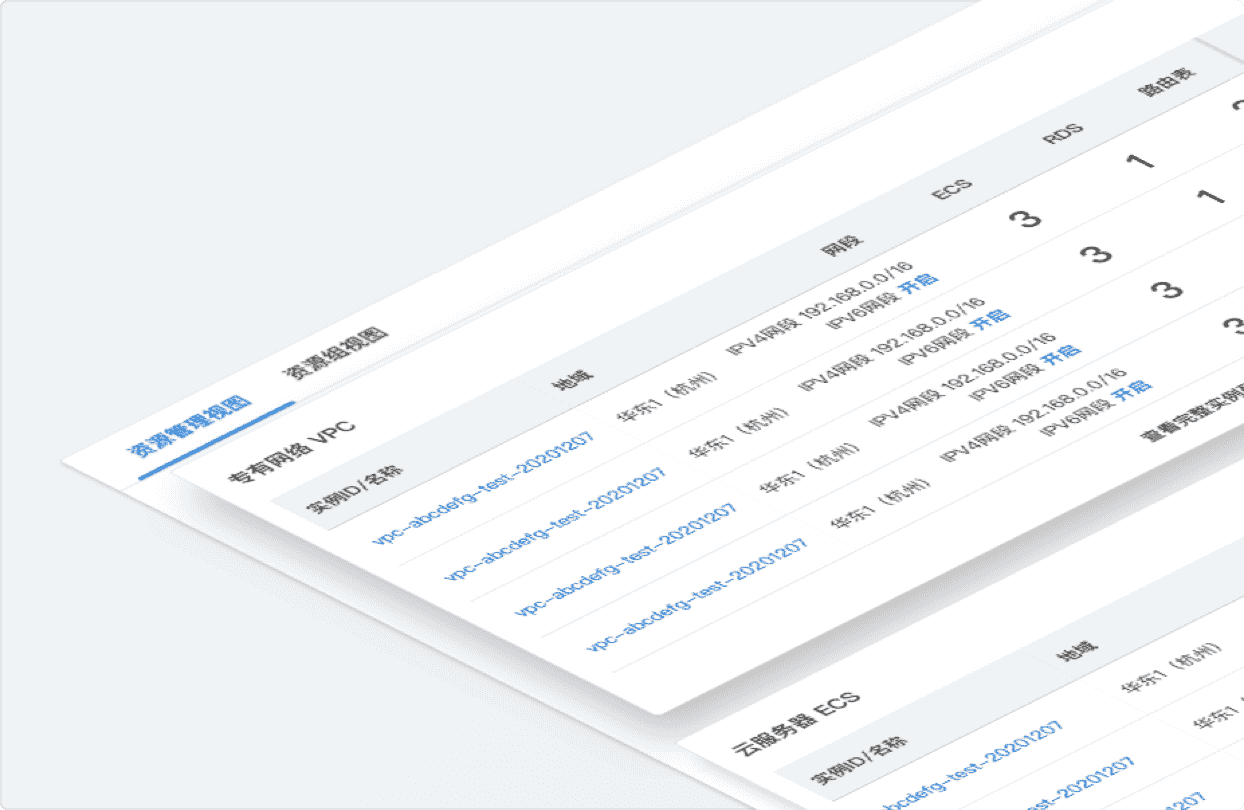 资源管理视图 资源组视图
专有网络 VPC
实例ID/名称 地域 网段 ECS RDS 路由表
vpc-abcdefg-test-20201207 华东1（杭州） IPV4网段 192.168.0.0/16 3 1
IPV6网段 开启
vpc-abcdefg-test-20201207 华东1（杭州） IPV4网段 192.168.0.0/16 3 1
IPV6网段 开启
vpc-abcdefg-test-20201207 华东1（杭州） IPV4网段 192.168.0.0/16 3
IPV6网段 开启
vpc-abcdefg-test-20201207 华东1（杭州） IPV4网段 192.168.0.0/16 3
IPV6网段 开启
查看完整实例
云服务器 ECS
实例ID/名称 地域
abcdefg-test-20201207 华东1（杭州）
-test-20201207 华东1